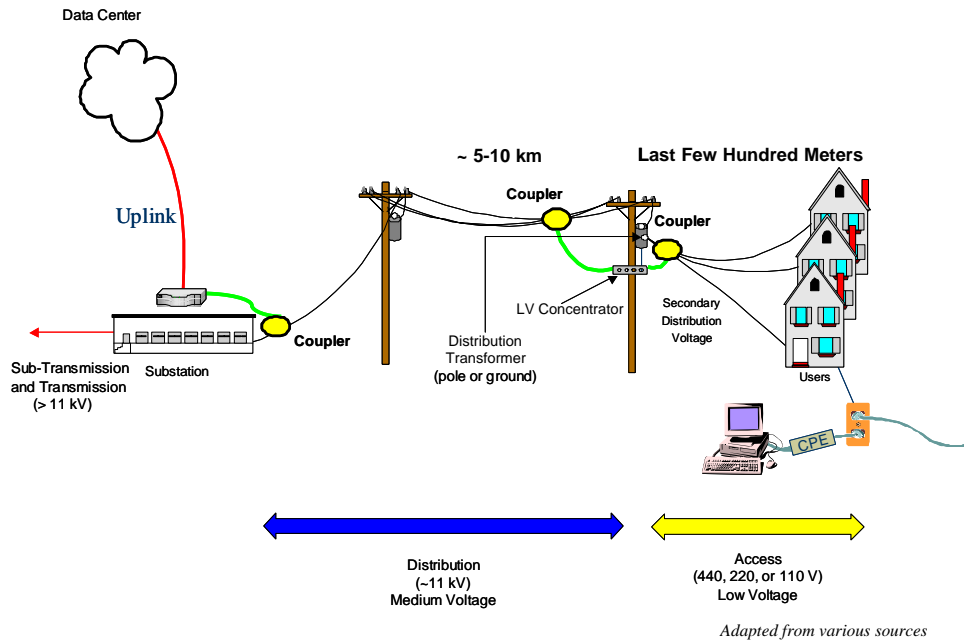 Data Center
~ 5-10 km
Last Few Hundred Meters
Coupler
Uplink
Coupler
LV Concentrator
Secondary
Distribution
Voltage
Coupler
Distribution
Transformer
(pole or ground)
Sub-Transmission
and Transmission
(> 11 kV)
Substation
Users
CPE
Distribution
(~11 kV)
Medium Voltage
Access
(440, 220, or 110 V)
Low Voltage
Adapted from various sources